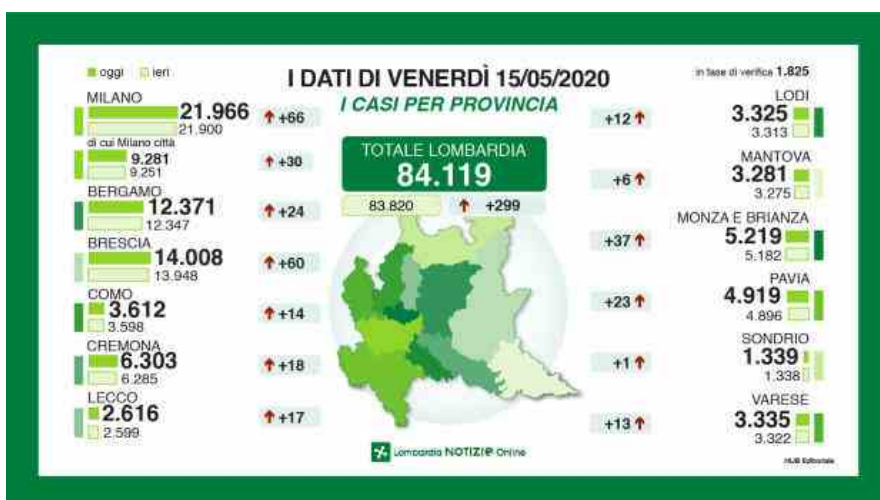 oggi ieri
I DATI DI VENERDÌ 15/05/2020
I CASI PER PROVINCIA
in fase di verifica 1.825
TOTALE LOMBARDIA
84.119
83.820 +299
MILANO
21.966 +66
21.900
di cui Milano città
9.281 +30
9.251
BERGAMO
12.371 +24
12.347
BRESCIA
14.008 +60
13.948
COMO
3.612 +14
3.598
CREMONA
6.303 +18
6.285
LECCO
2.616 +17
2.599
LODI
+12 3.325
3.313
MANTOVA
+6 3.281
3.275
MONZA E BRIANZA
+37 5.219
5.182
PAVIA
+23 4.919
4.896
SONDRIO
+1 1.339
1.338
VARESE
+13 3.335
3.322
Lombardia NOTIZIE Online
HUB Editoriale